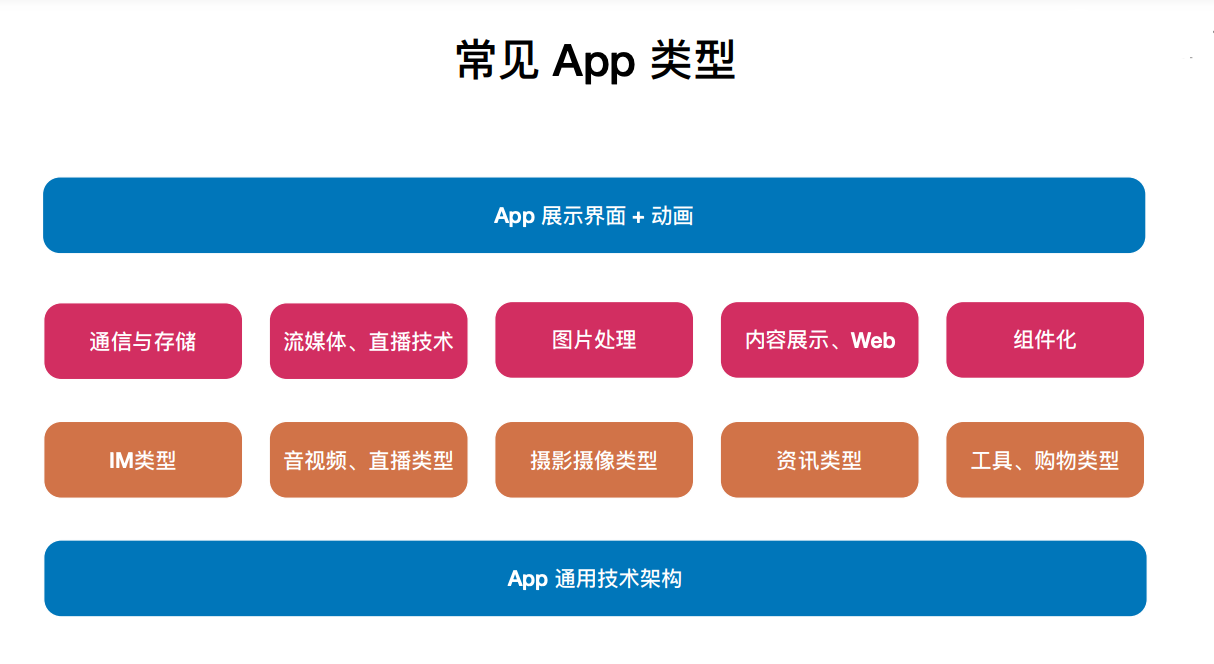 常见 App 类型
App 展示界面 + 动画
通信与存储
流媒体、直播技术
图片处理
内容展示、Web
组件化
IM类型
音视频、直播类型
摄影摄像类型
资讯类型
工具、购物类型
App 通用技术架构